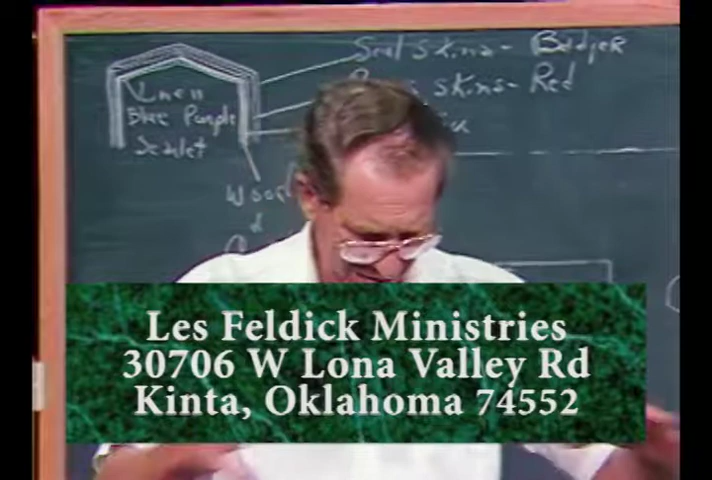 Seal skins - Badger
skins - Red
Linen
Blue Purple
Scarlet
Les Feldick Ministries
30706 W Lona Valley Rd
Kinta, Oklahoma 74552